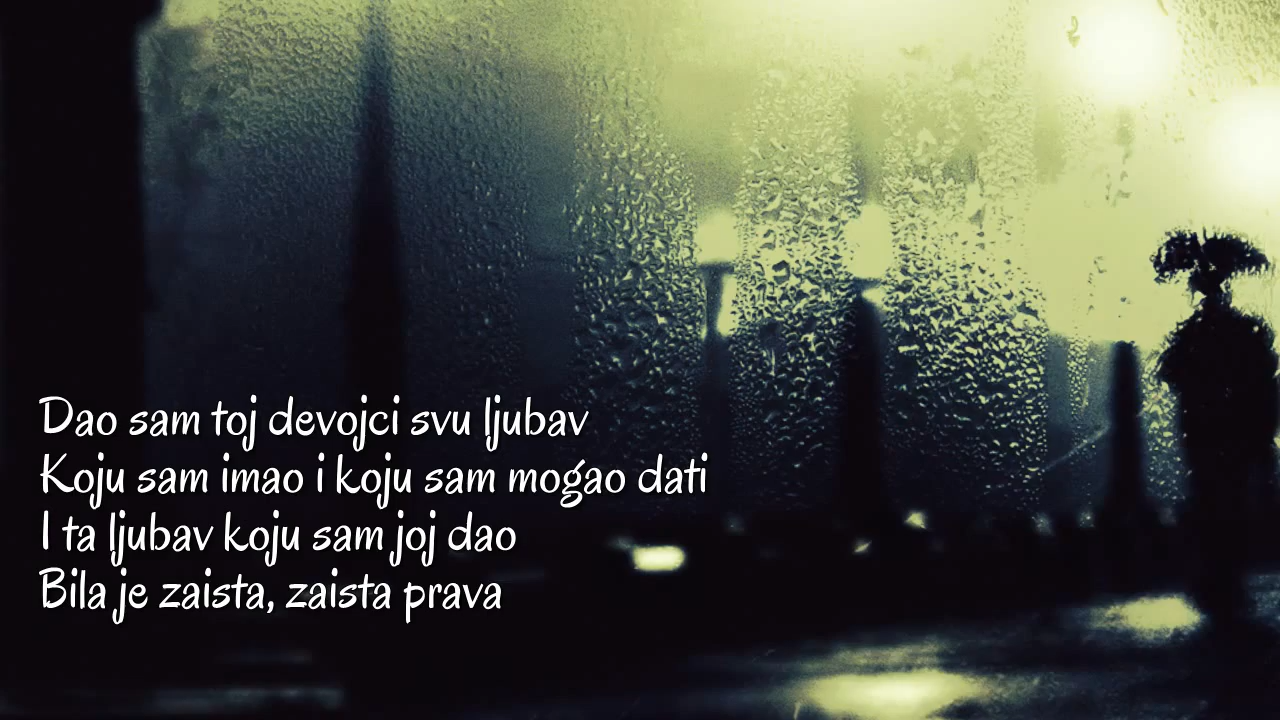 Dao sam toj devojci svu ljubav
Koju sam imao i koju sam mogao dati
I ta ljubav koju sam joj dao
Bila je zaista, zaista prava